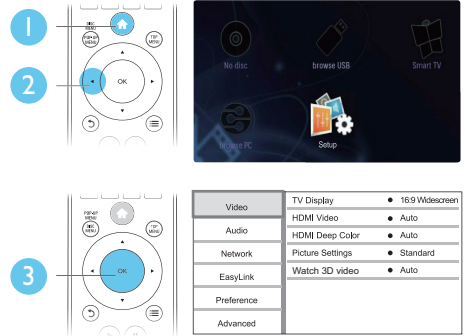 1
DISC MENU
POP-UP MENU
TOP MENU
2
OK
No disc
browse USB
Smart TV
browse PC
Setup
3
POP-UP MENU
DISC MENU
TOP MENU
OK
Video
Audio
Network
EasyLink
Preference
Advanced
TV Display ● 16:9 Widescreen
HDMI Video ● Auto
HDMI Deep Color ● Auto
Picture Settings ● Standard
Watch 3D video ● Auto